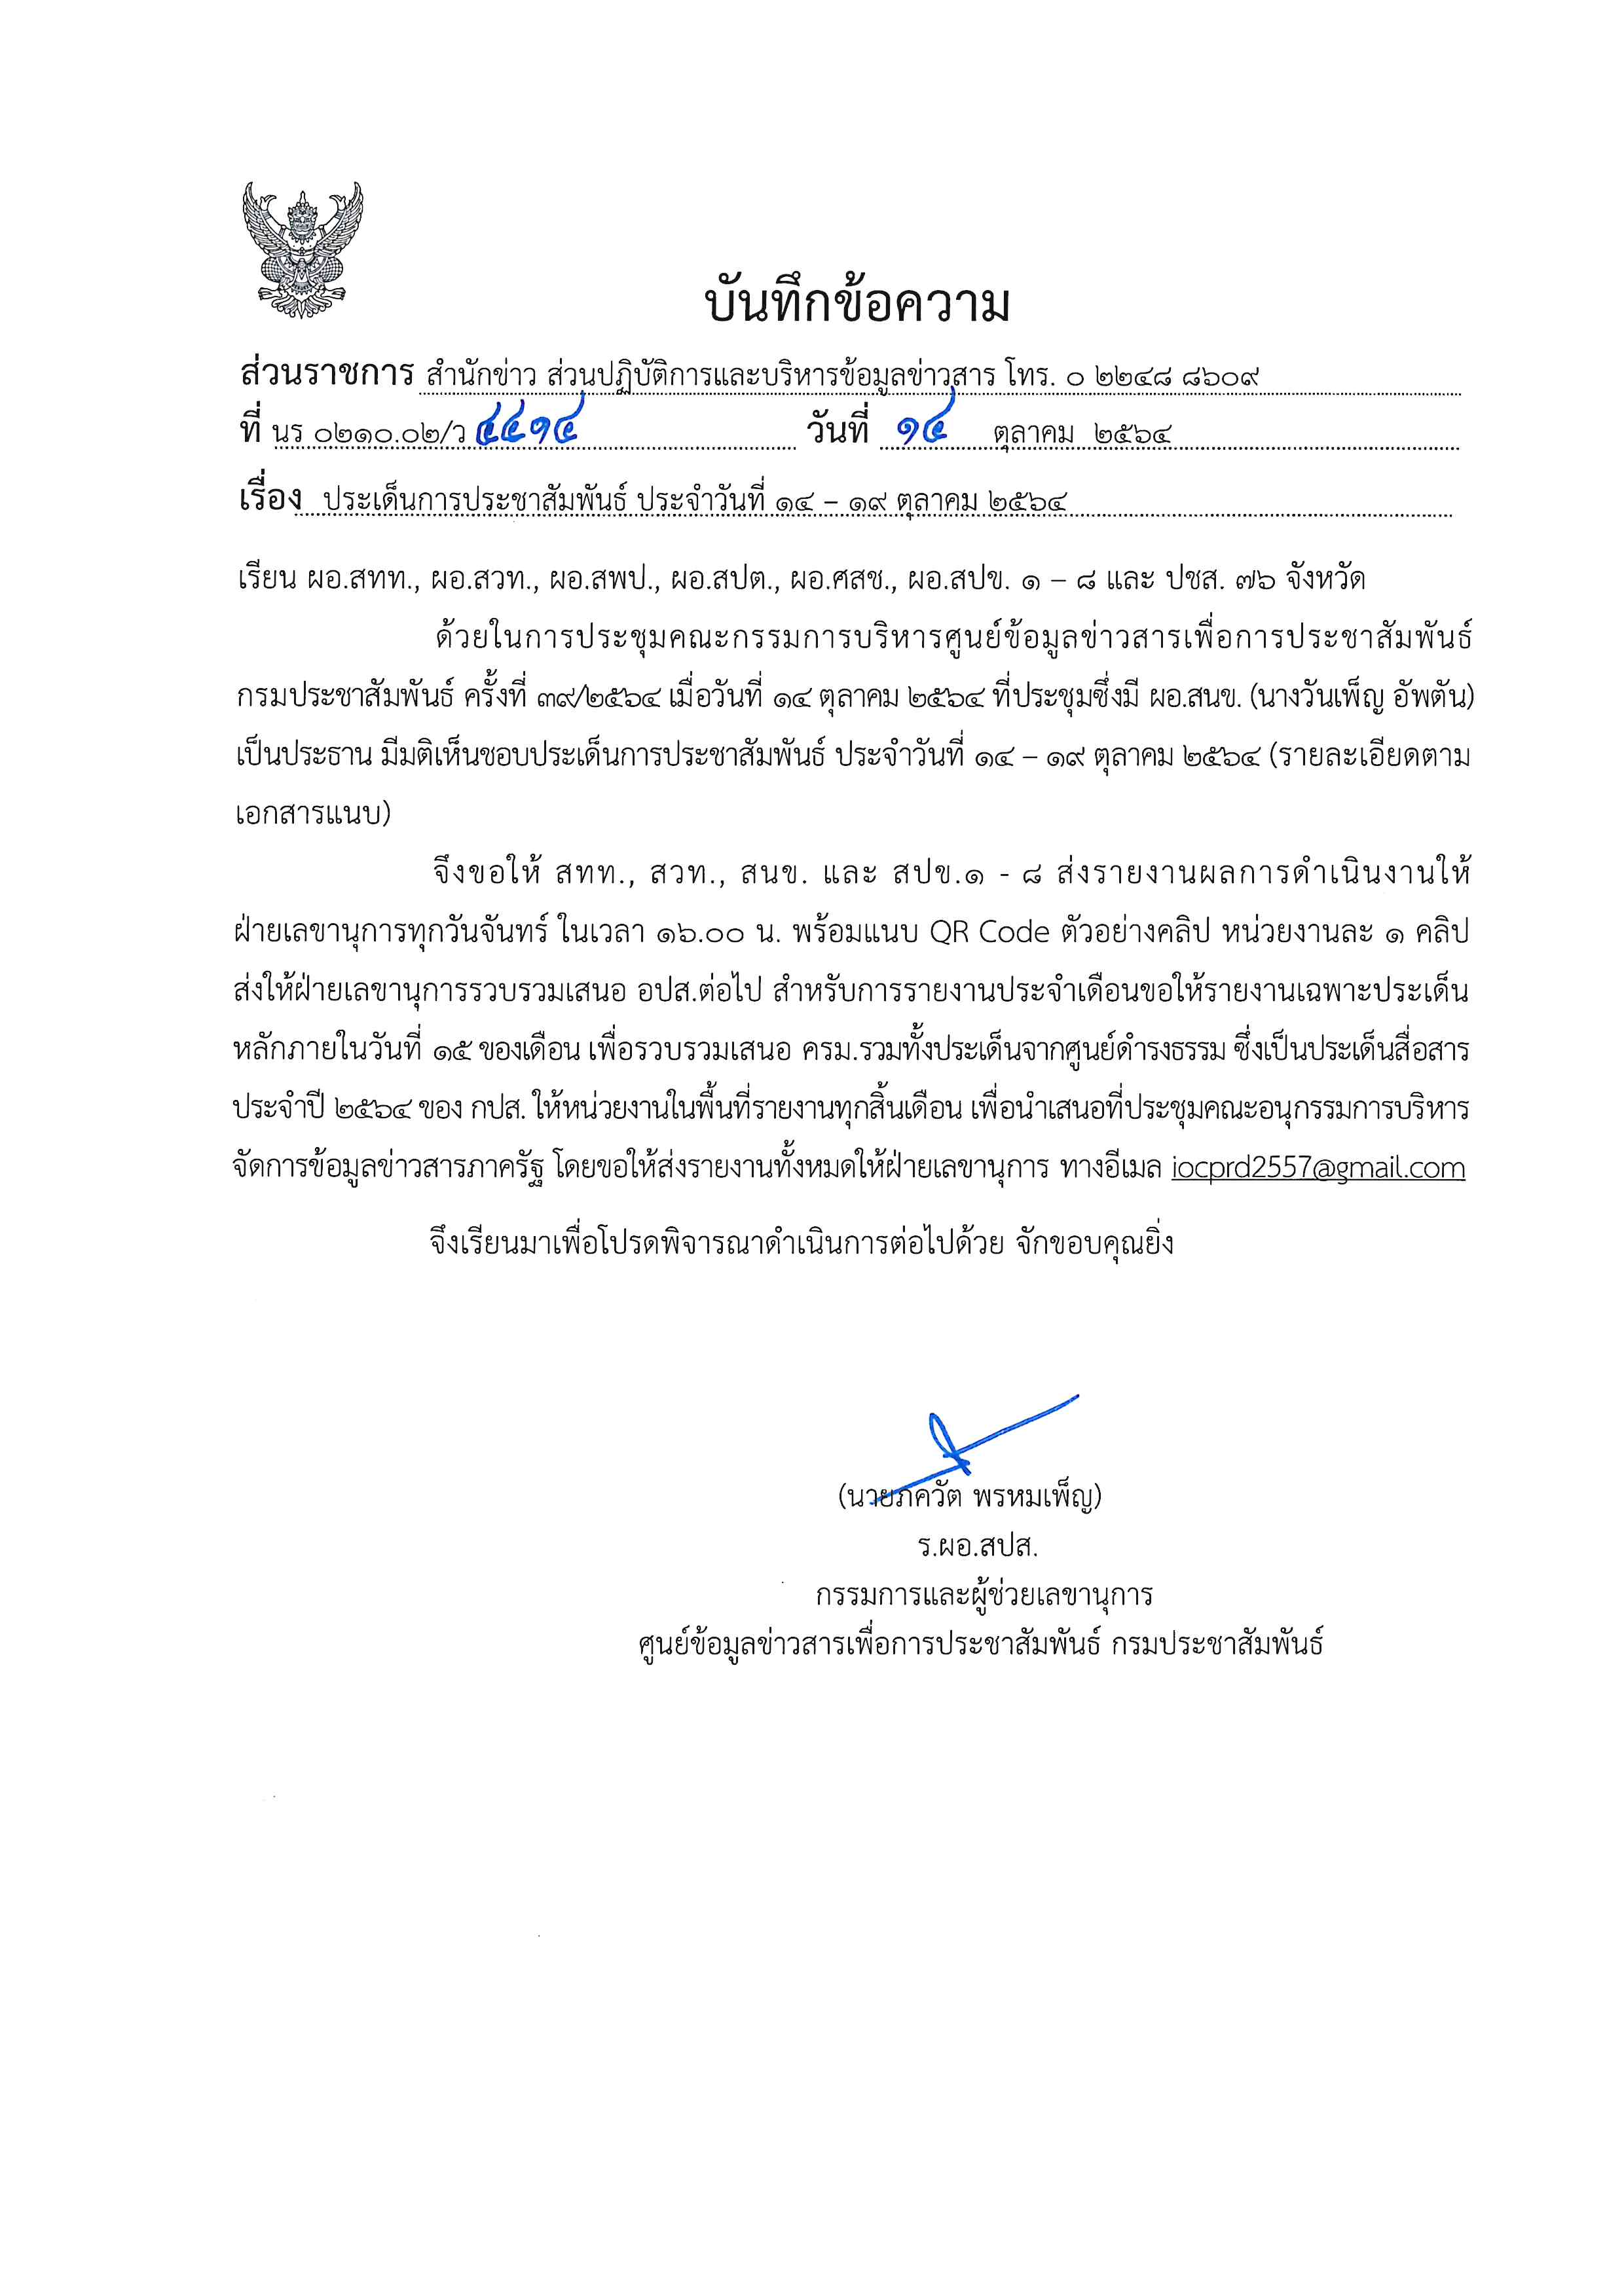 บันทึกข้อความ
ส่วนราชการ สำนักข่าว ส่วนปฏิบัติการและบริหารข้อมูลข่าวสาร โทร. ๐ ๒๒๔๘ ๘๖๐๙
ที่ นร ๐๒๑๐.๐๒/ว ๔๔๑๔ วันที่ ๑๔ ตุลาคม ๒๕๖๔
เรื่อง ประเด็นการประชาสัมพันธ์ ประจำวันที่ ๑๔ – ๑๙ ตุลาคม ๒๕๖๔
เรียน ผอ.สทท., ผอ.สวท., ผอ.สพป., ผอ.สปต., ผอ.ศสช., ผอ.สปข. ๑ – ๘ และ ปชส. ๗๖ จังหวัด
ด้วยในการประชุมคณะกรรมการบริหารศูนย์ข้อมูลข่าวสารเพื่อการประชาสัมพันธ์
กรมประชาสัมพันธ์ ครั้งที่ ๓๙/๒๕๖๔ เมื่อวันที่ ๑๔ ตุลาคม ๒๕๖๔ ที่ประชุมซึ่งมี ผอ.สนข. (นางวันเพ็ญ อัพตัน)
เป็นประธาน มีมติเห็นชอบประเด็นการประชาสัมพันธ์ ประจำวันที่ ๑๔ – ๑๙ ตุลาคม ๒๕๖๔ (รายละเอียดตาม
เอกสารแนบ)
จึงขอให้ สทท., สวท., สนข. และ สปข.๑ - ๘ ส่งรายงานผลการดำเนินงานให้
ฝ่ายเลขานุการทุกวันจันทร์ ในเวลา ๑๖.๐๐ น. พร้อมแนบ QR Code ตัวอย่างคลิป หน่วยงานละ ๑ คลิป
ส่งให้ฝ่ายเลขานุการรวบรวมเสนอ อปส.ต่อไป สำหรับการรายงานประจำเดือนขอให้รายงานเฉพาะประเด็น
หลักภายในวันที่ ๑๕ ของเดือน เพื่อรวบรวมเสนอ ครม.รวมทั้งประเด็นจากศูนย์ดำรงธรรม ซึ่งเป็นประเด็นสื่อสาร
ประจำปี ๒๕๖๔ ของ กปส. ให้หน่วยงานในพื้นที่รายงานทุกสิ้นเดือน เพื่อนำเสนอที่ประชุมคณะอนุกรรมการบริหาร
จัดการข้อมูลข่าวสารภาครัฐ โดยขอให้ส่งรายงานทั้งหมดให้ฝ่ายเลขานุการ ทางอีเมล iocprd2557@gmail.com
จึงเรียนมาเพื่อโปรดพิจารณาดำเนินการต่อไปด้วย จักขอบคุณยิ่ง
(นายภควัต พรหมเพ็ญ)
ร.ผอ.สปส.
กรรมการและผู้ช่วยเลขานุการ
ศูนย์ข้อมูลข่าวสารเพื่อการประชาสัมพันธ์ กรมประชาสัมพันธ์